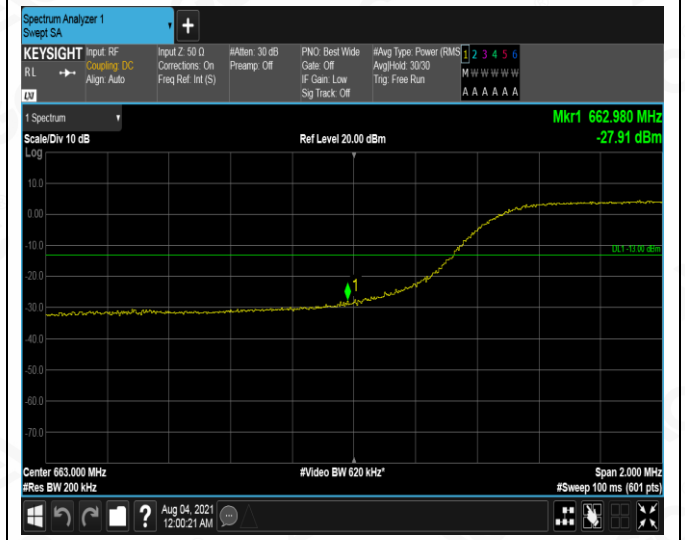 Spectrum Analyzer 1
Swept SA
+
KEYSIGHT
RL
LXI
Input: RF
Coupling: DC
Align: Auto
Input Z: 50 Ω
Corrections: On
Freq Ref: Int (S)
#Atten: 30 dB
Preamp: Off
PNO: Best Wide
Gate: Off
IF Gain: Low
Sig Track: Off
#Avg Type: Power (RMS
Avg|Hold: 30/30
Trig: Free Run
1 2 3 4 5 6
M W W W W W
A A A A A A
1 Spectrum
Scale/Div 10 dB
Log
Ref Level 20.00 dBm
Mkr1 662.980 MHz
-27.91 dBm
10.0
0.00
-10.0
DL1 -13.00 dBm
-20.0
1
-30.0
-40.0
-50.0
-60.0
-70.0
Center 663.000 MHz
#Res BW 200 kHz
#Video BW 620 kHz*
Span 2.000 MHz
#Sweep 100 ms (601 pts)
?
Aug 04, 2021
12:00:21 AM